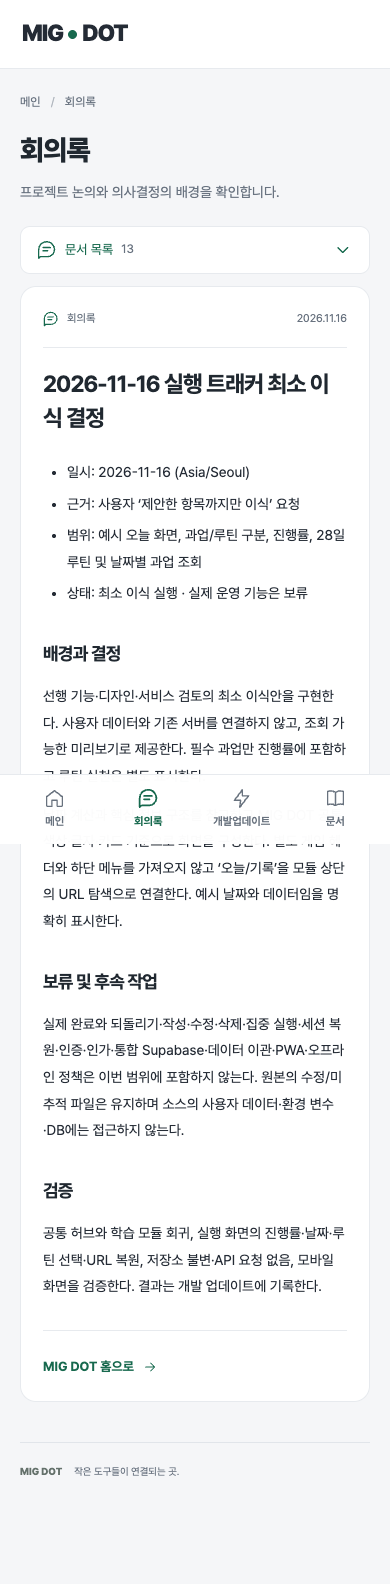 MIG DOT
메인 / 회의록
회의록
프로젝트 논의와 의사결정의 배경을 확인합니다.
문서 목록 13
회의록 2026.11.16
2026-11-16 실행 트래커 최소 이
식 결정
• 일시: 2026-11-16 (Asia/Seoul)
• 근거: 사용자 ‘제안한 항목까지만 이식’ 요청
• 범위: 예시 오늘 화면, 과업/루틴 구분, 진행률, 28일
루틴 및 날짜별 과업 조회
• 상태: 최소 이식 실행 · 실제 운영 기능은 보류
배경과 결정
선행 기능·디자인·서비스 검토의 최소 이식안을 구현한
다. 사용자 데이터와 기존 서버를 연결하지 않고, 조회 가
능한 미리보기로 제공한다. 필수 과업만 진행률에 포함하
메인 회의록 개발업데이트 문서
더와 하단 메뉴를 가져오지 않고 ‘오늘/기록’을 모듈 상단
의 URL 탐색으로 연결한다. 예시 날짜와 데이터임을 명
확히 표시한다.
보류 및 후속 작업
실제 완료와 되돌리기·작성·수정·삭제·집중 실행·세션 복
원·인증·인가·통합 Supabase·데이터 이관·PWA·오프라
인 정책은 이번 범위에 포함하지 않는다. 원본의 수정/미
추적 파일은 유지하며 소스의 사용자 데이터·환경 변수
·DB에는 접근하지 않는다.
검증
공통 허브와 학습 모듈 회귀, 실행 화면의 진행률·날짜·루
틴 선택·URL 복원, 저장소 불변·API 요청 없음, 모바일
화면을 검증한다. 결과는 개발 업데이트에 기록한다.
MIG DOT 홈으로 →
MIG DOT 작은 도구들이 연결되는 곳.